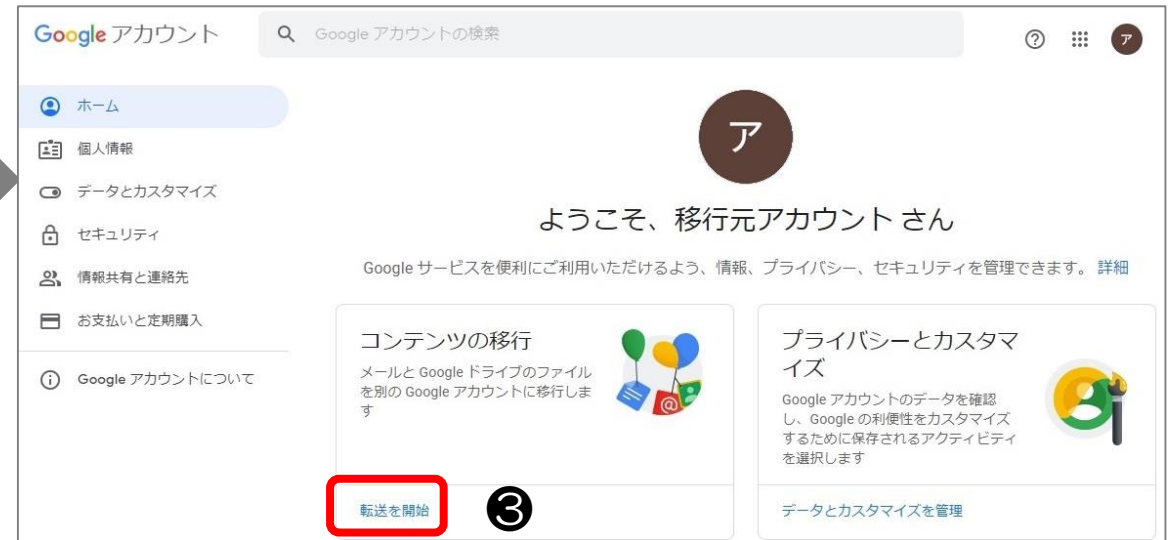 Google アカウント
Google アカウントの検索
ア
ホーム
個人情報
データとカスタマイズ
セキュリティ
情報共有と連絡先
お支払いと定期購入
Google アカウントについて
ア
ようこそ、移行元アカウント さん
Google サービスを便利にご利用いただけるよう、情報、プライバシー、セキュリティを管理できます。 詳細
コンテンツの移行
メールと Google ドライブのファイル
を別の Google アカウントに移行しま
す
転送を開始
❸
プライバシーとカスタマ
イズ
Google アカウントのデータを確認
し、Google の利便性をカスタマイズ
するために保存されるアクティビティ
を選択します
データとカスタマイズを管理